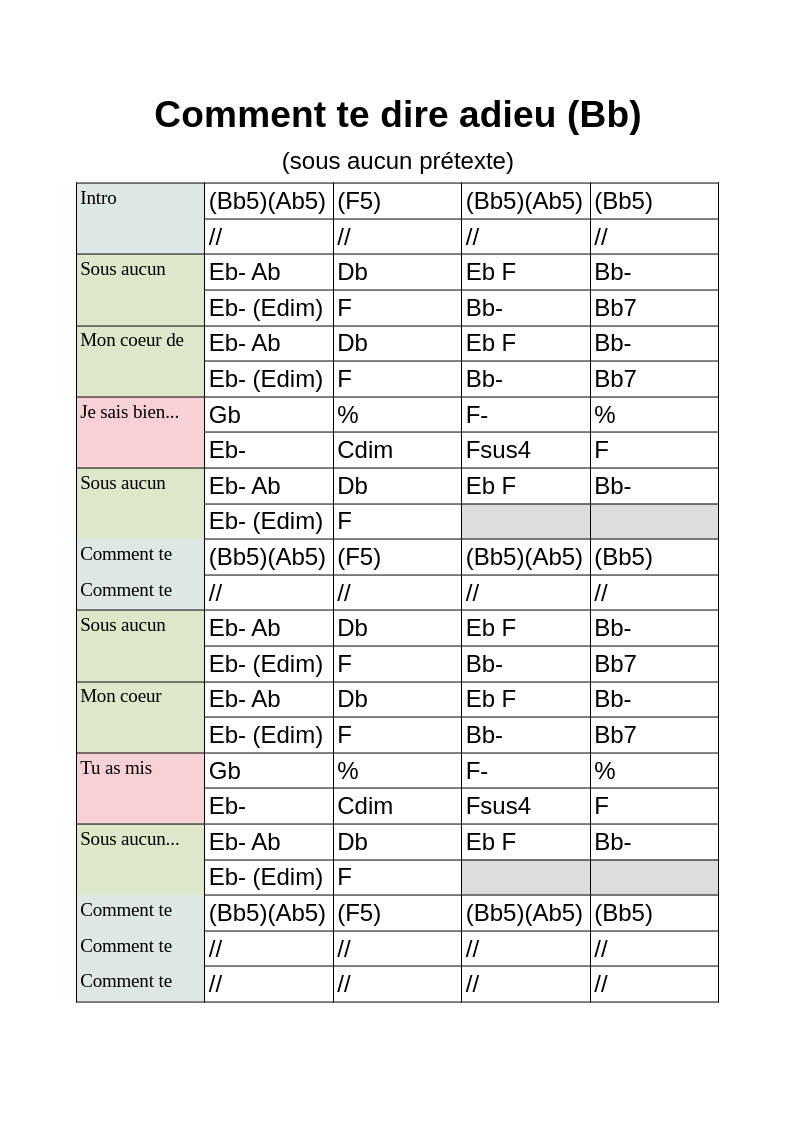 Comment te dire adieu (Bb)
(sous aucun prétexte)
Intro (Bb5)(Ab5) (F5) (Bb5)(Ab5) (Bb5)
// // // //
Sous aucun Eb- Ab Db Eb F Bb-
Eb- (Edim) F Bb- Bb7
Mon coeur de Eb- Ab Db Eb F Bb-
Eb- (Edim) F Bb- Bb7
Je sais bien... Gb % F- %
Eb- Cdim Fsus4 F
Sous aucun Eb- Ab Db Eb F Bb-
Eb- (Edim) F
Comment te (Bb5)(Ab5) (F5) (Bb5)(Ab5) (Bb5)
Comment te // // // //
Sous aucun Eb- Ab Db Eb F Bb-
Eb- (Edim) F Bb- Bb7
Mon coeur Eb- Ab Db Eb F Bb-
Eb- (Edim) F Bb- Bb7
Tu as mis Gb % F- %
Eb- Cdim Fsus4 F
Sous aucun... Eb- Ab Db Eb F Bb-
Eb- (Edim) F
Comment te (Bb5)(Ab5) (F5) (Bb5)(Ab5) (Bb5)
Comment te // // // //
Comment te // // // //